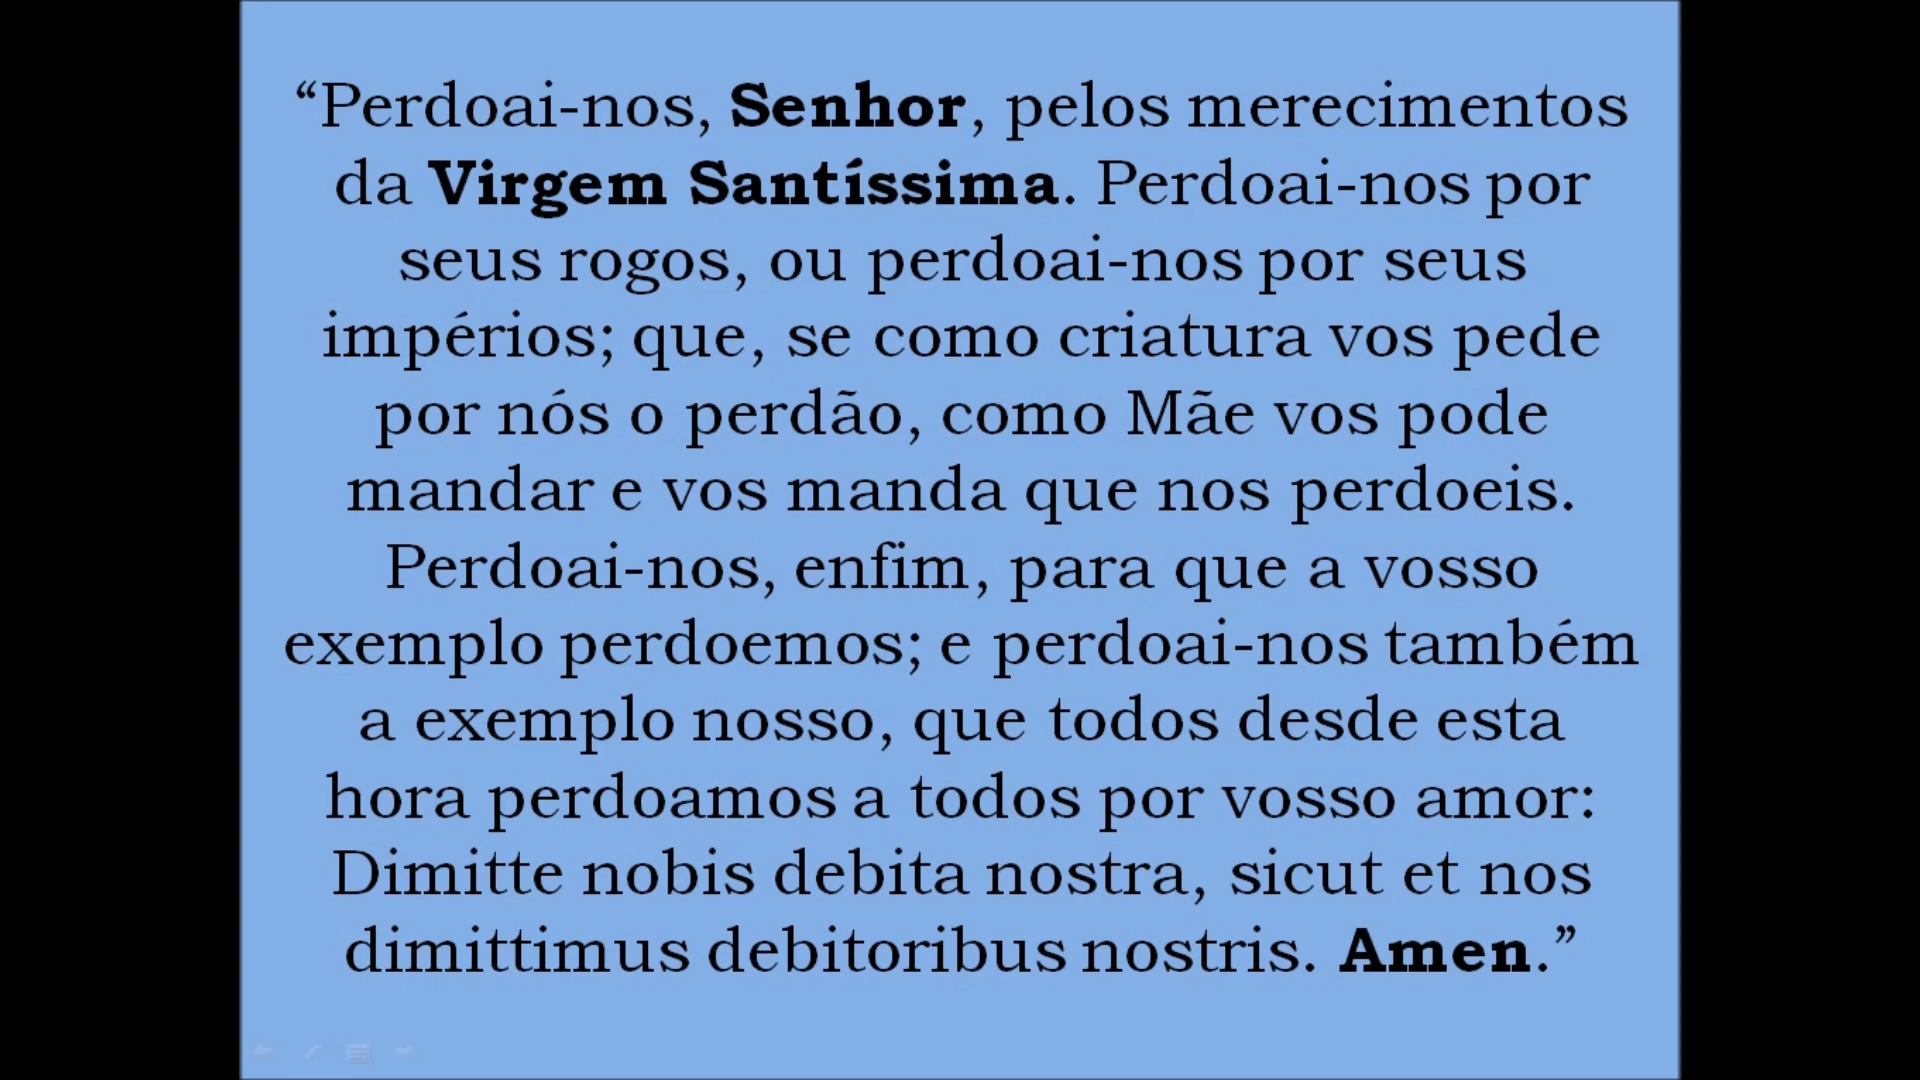 “Perdoai-nos, Senhor, pelos merecimentos
da Virgem Santíssima. Perdoai-nos por
seus rogos, ou perdoai-nos por seus
impérios; que, se como criatura vos pede
por nós o perdão, como Mãe vos pode
mandar e vos manda que nos perdoeis.
Perdoai-nos, enfim, para que a vosso
exemplo perdoemos; e perdoai-nos também
a exemplo nosso, que todos desde esta
hora perdoamos a todos por vosso amor:
Dimitte nobis debita nostra, sicut et nos
dimittimus debitoribus nostris. Amen.”